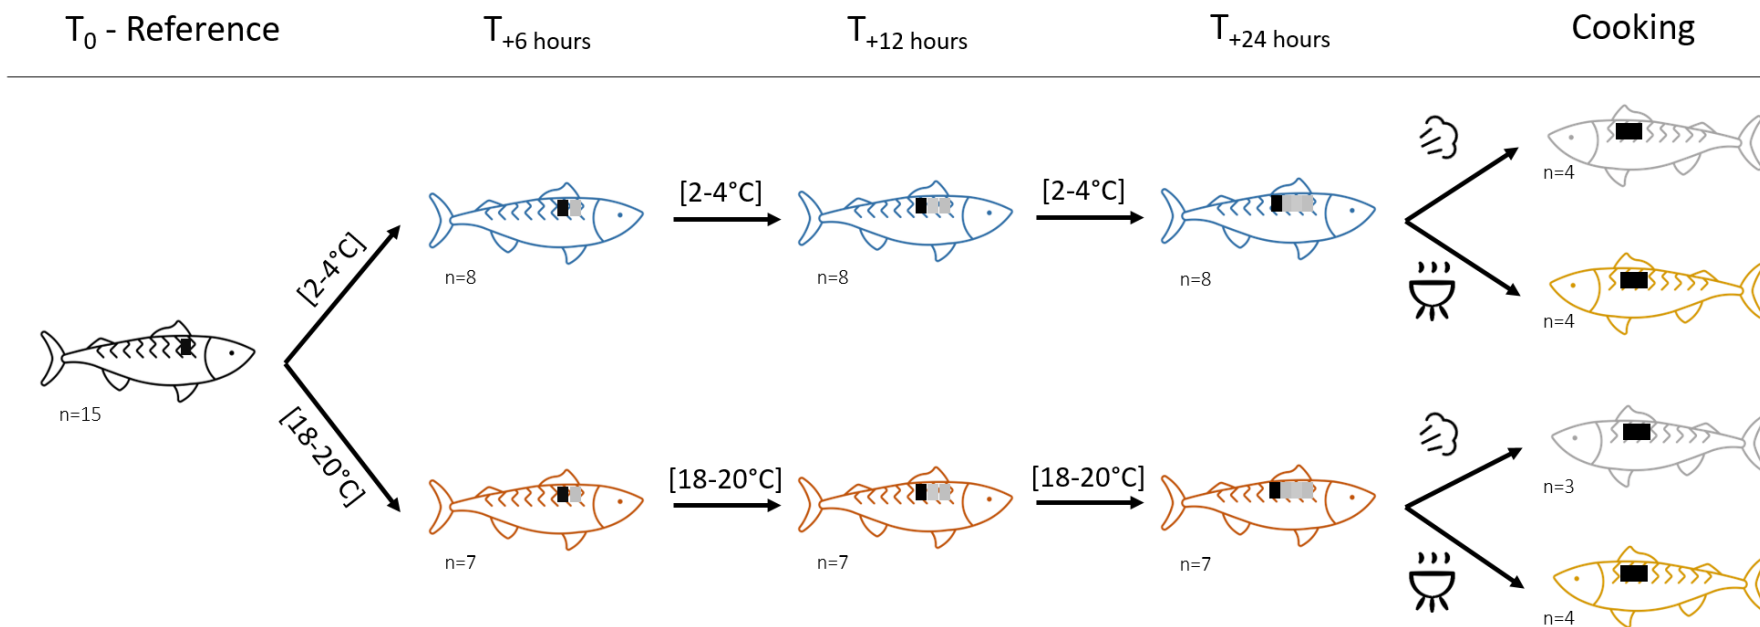 T0 - Reference
T+6 hours
T+12 hours
T+24 hours
Cooking
[2-4°C]
[2-4°C]
[2-4°C]
n=4
n=8
n=8
n=8
n=4
n=15
[18-20°C]
[18-20°C]
[18-20°C]
n=3
n=7
n=7
n=7
n=4